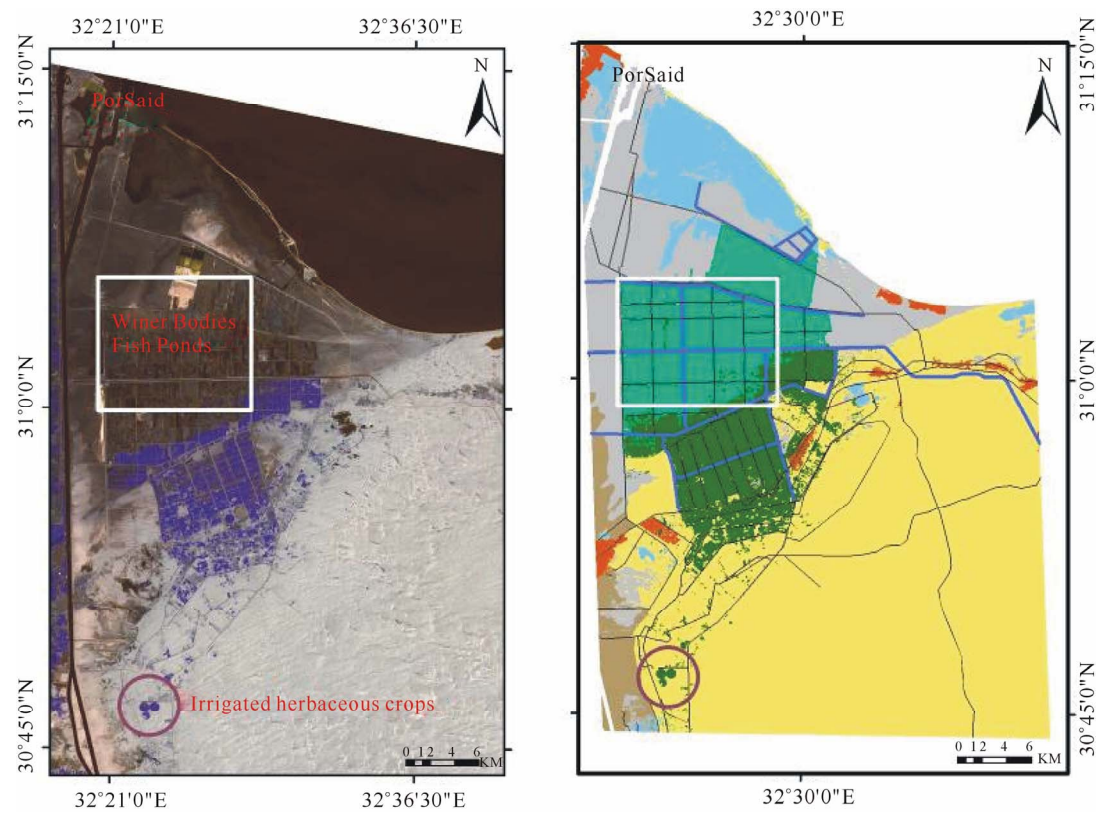 32°21'0"E
32°36'30"E
32°30'0"E
31°15'0"N
N
PorSaid
Winer Bodies
Fish Ponds
31°0'0"N
30°45'0"N
Irrigated herbaceous crops
0 1 2 4 6
KM
32°21'0"E
32°36'30"E
PorSaid
N
31°15'0"N
31°0'0"N
30°45'0"N
0 1 2 4 6
KM
32°30'0"E